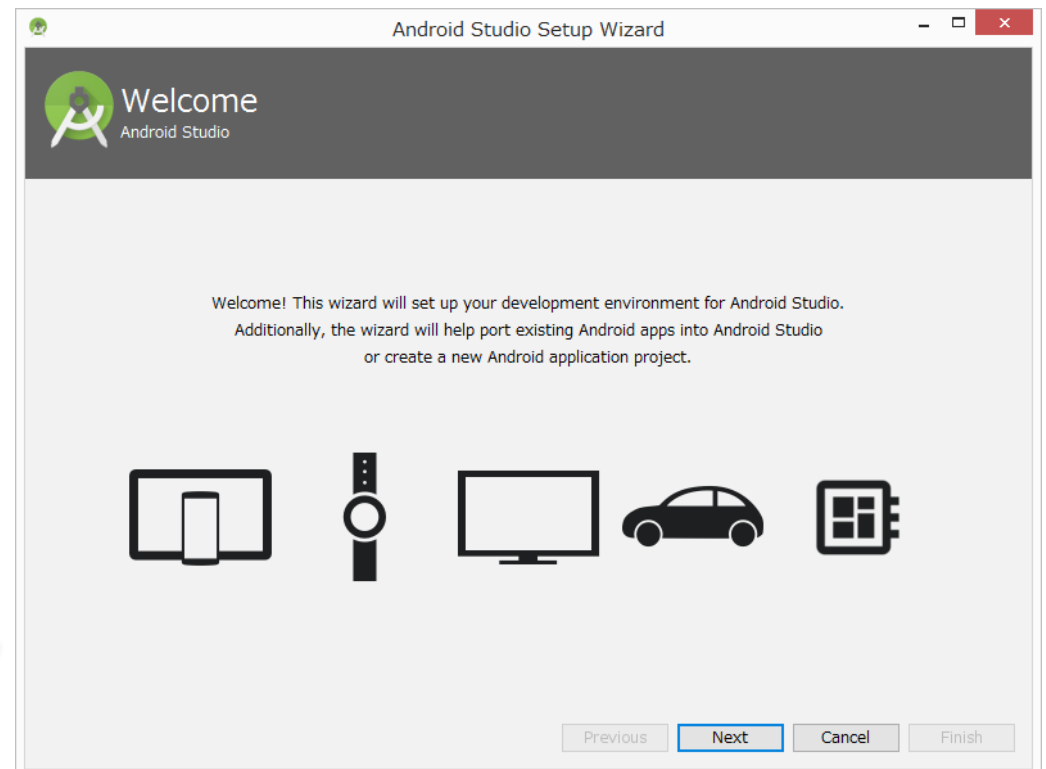 Android Studio Setup Wizard
Welcome
Android Studio
Welcome! This wizard will set up your development environment for Android Studio.
Additionally, the wizard will help port existing Android apps into Android Studio
or create a new Android application project.
Previous Next Cancel Finish